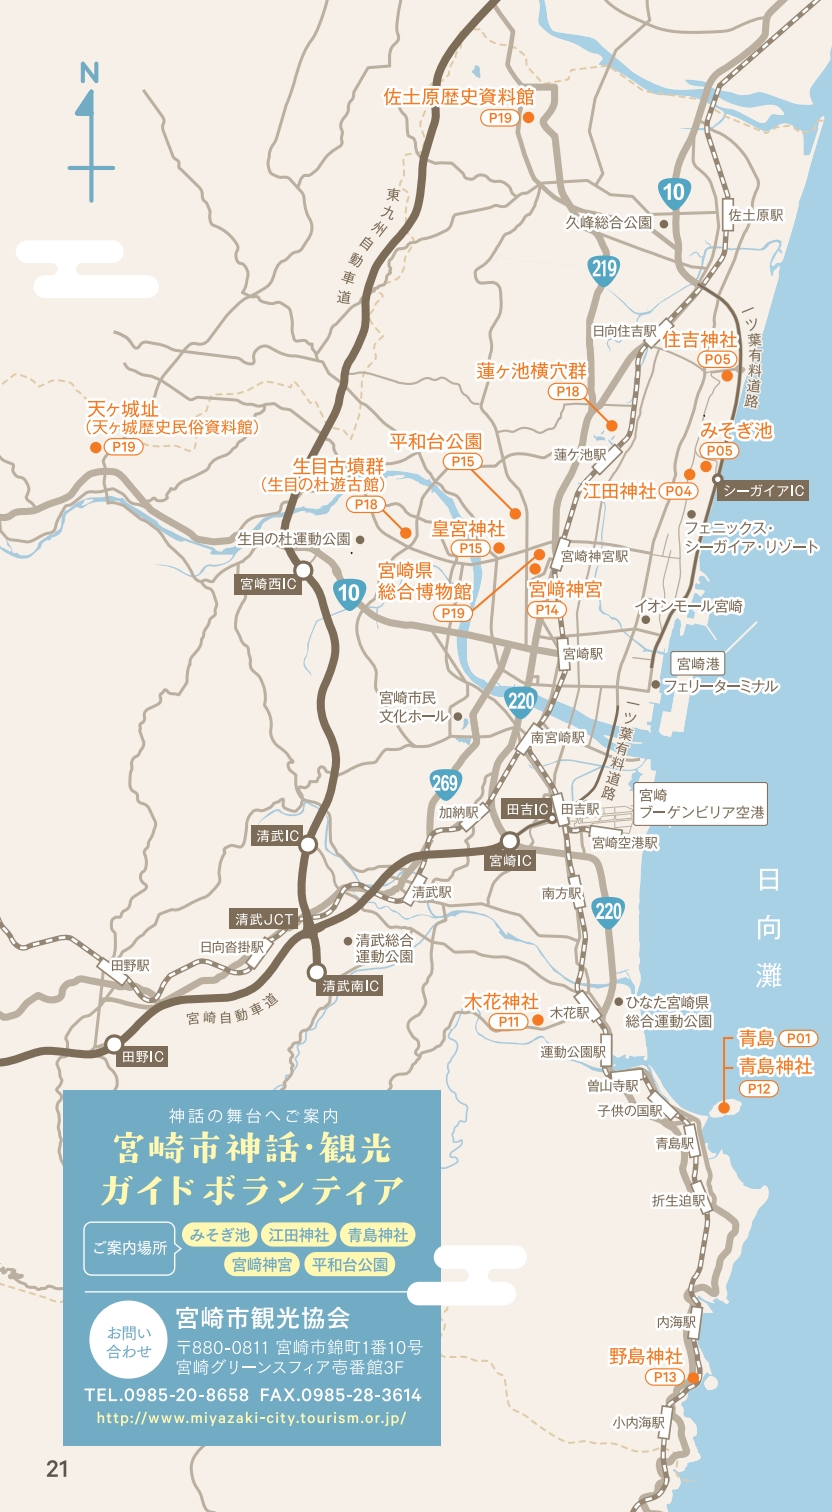 N
佐土原歴史資料館
P19
10
東九州自動車道
久峰総合公園
佐土原駅
219
日向住吉駅
住吉神社
P05
一ツ葉有料道路
蓮ヶ池横穴群
P18
天ヶ城址
(天ヶ城歴史民俗資料館)
P19
みそぎ池
P05
平和台公園
P15
蓮ケ池駅
生目古墳群
(生目の杜遊古館)
P18
江田神社 P04
シーガイアIC
フェニックス・
シーガイア・リゾート
皇宮神社
P15
生目の杜運動公園
宮崎神宮駅
宮崎西IC
10
宮崎県
総合博物館
P19
宮﨑神宮
P14
イオンモール宮崎
宮崎駅
宮崎港
フェリーターミナル
宮崎市民
文化ホール
220
一ツ葉有料道路
南宮崎駅
269
加納駅
田吉IC
田吉駅
宮崎
ブーゲンビリア空港
清武IC
宮崎空港駅
宮崎IC
日向灘
清武駅
南方駅
220
清武JCT
日向沓掛駅
清武総合
運動公園
田野駅
清武南IC
宮崎自動車道
木花神社
P11
木花駅
ひなた宮崎県
総合運動公園
田野IC
運動公園駅
青島 P01
青島神社
P12
曽山寺駅
子供の国駅
青島駅
折生迫駅
内海駅
野島神社
P13
小内海駅
神話の舞台へご案内
宮崎市神話・観光
ガイドボランティア
ご案内場所
みそぎ池 江田神社 青島神社
宮﨑神宮 平和台公園
お問い
合わせ
宮崎市観光協会
〒880-0811 宮崎市錦町1番10号
宮崎グリーンスフィア壱番館3F
TEL.0985-20-8658 FAX.0985-28-3614
http://www.miyazaki-city.tourism.or.jp/
21